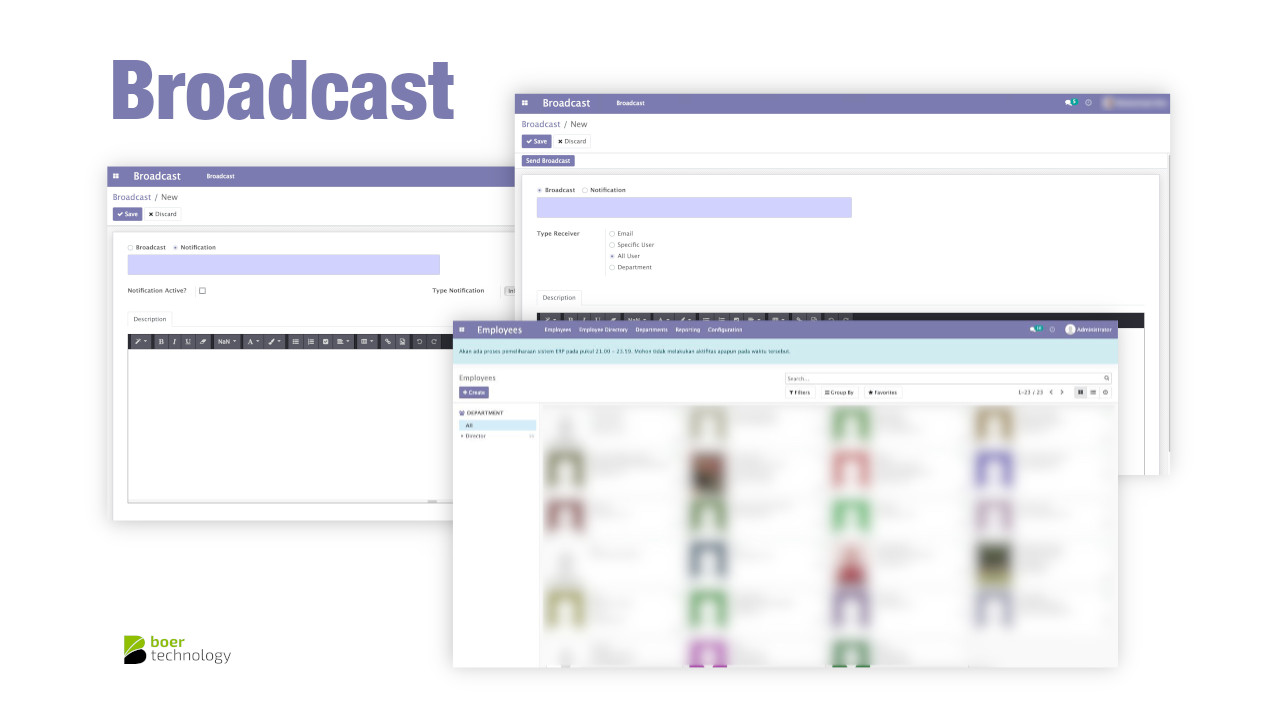 Broadcast
Broadcast Broadcast
Broadcast / New
Save Discard
Broadcast Notification
Notification Active?
Type Notification
Description
B I U NaN A
Broadcast Broadcast
Broadcast / New
Save Discard
Send Broadcast
Broadcast Notification
Type Receiver
Email
Specific User
All User
Department
Description
Employees Employees Employee Directory Departments Reporting Configuration Administrator
Akan ada proses pemeliharaan sistem ERP pada pukul 21.00 - 23.59. Mohon tidak melakukan aktifitas apapun pada waktu tersebut.
Employees
Search...
Create
Filters Group By Favorites
1-23 / 23
DEPARTMENT
All
Director
boer
technology